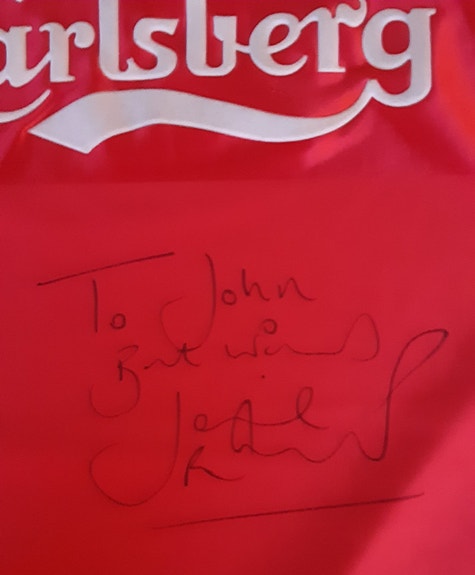 arlsberg
To John
Best wishes